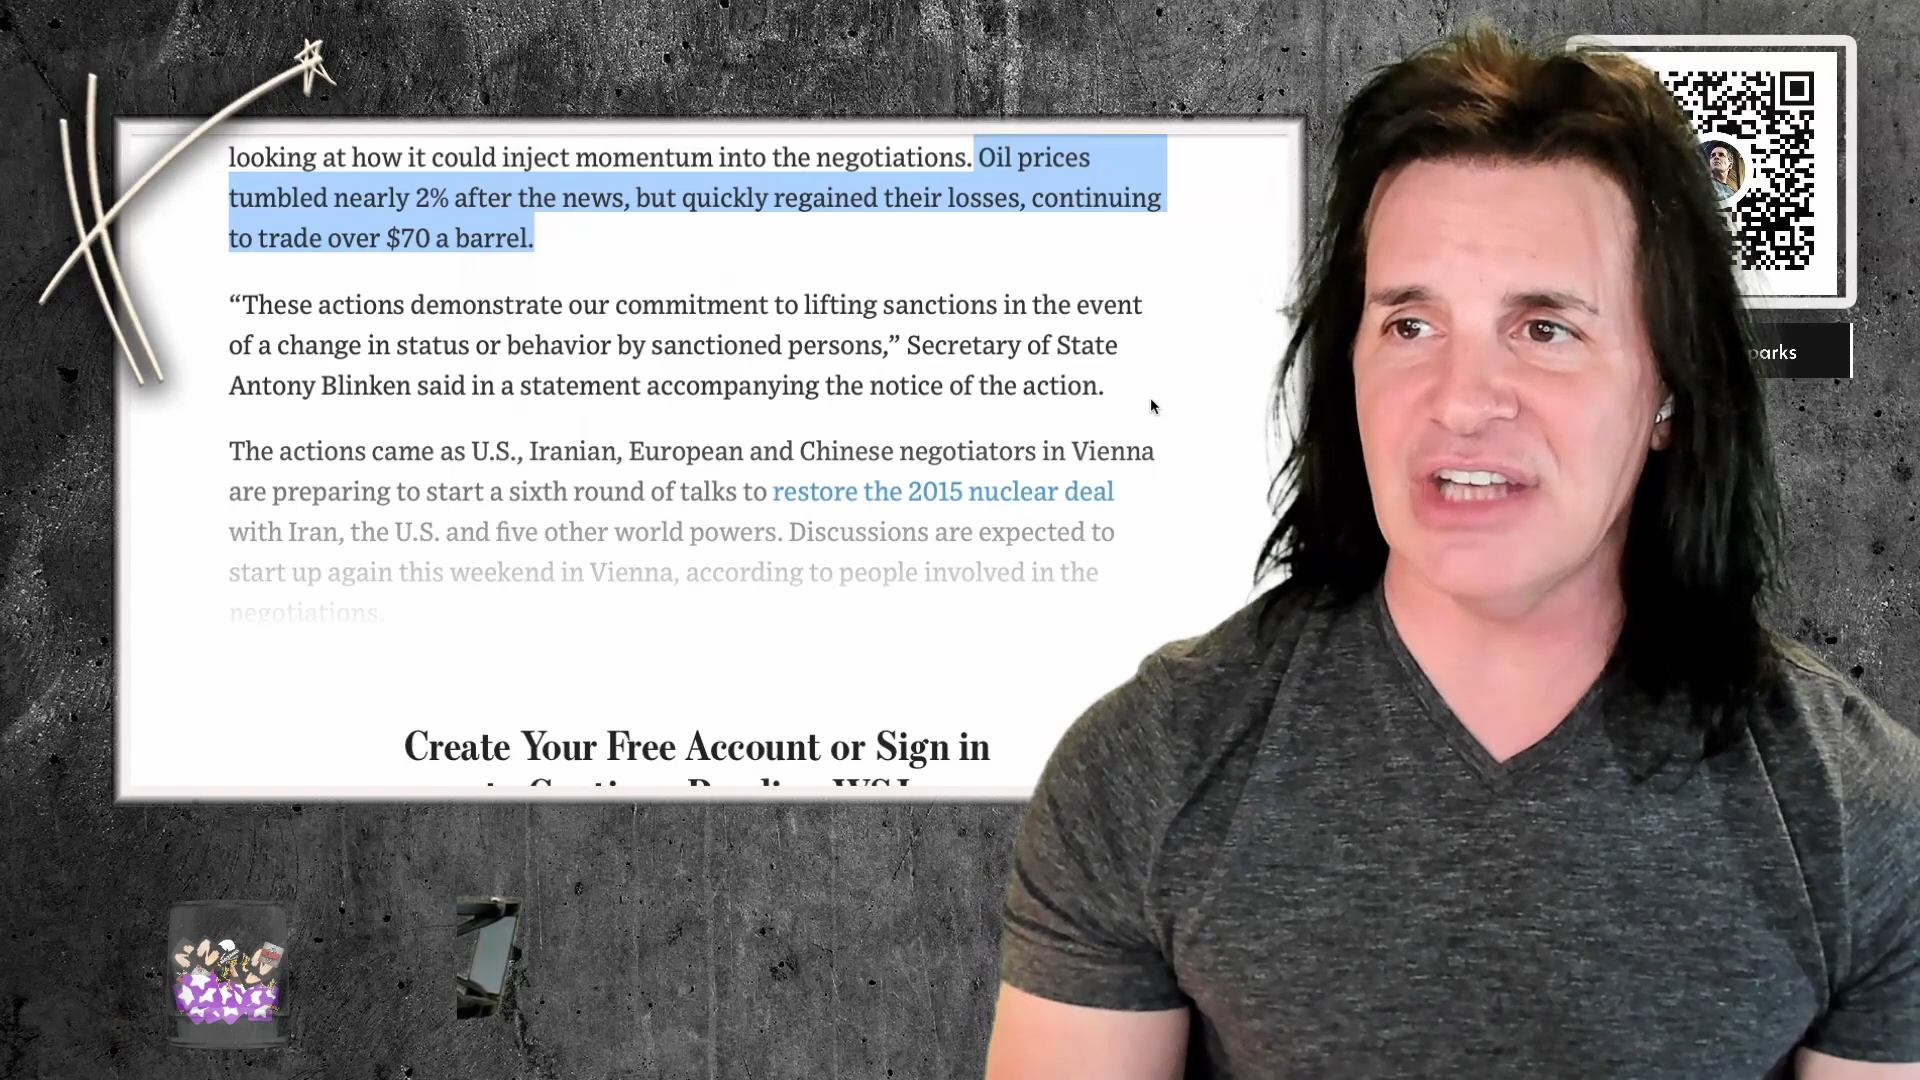 looking at how it could inject momentum into the negotiations. Oil prices
tumbled nearly 2% after the news, but quickly regained their losses, continuing
to trade over $70 a barrel.
“These actions demonstrate our commitment to lifting sanctions in the event
of a change in status or behavior by sanctioned persons,” Secretary of State
Antony Blinken said in a statement accompanying the notice of the action.
The actions came as U.S., Iranian, European and Chinese negotiators in Vienna
are preparing to start a sixth round of talks to restore the 2015 nuclear deal
with Iran, the U.S. and five other world powers. Discussions are expected to
start up again this weekend in Vienna, according to people involved in the
negotiations.
Create Your Free Account or Sign in
to Continue Reading WSJ
parks